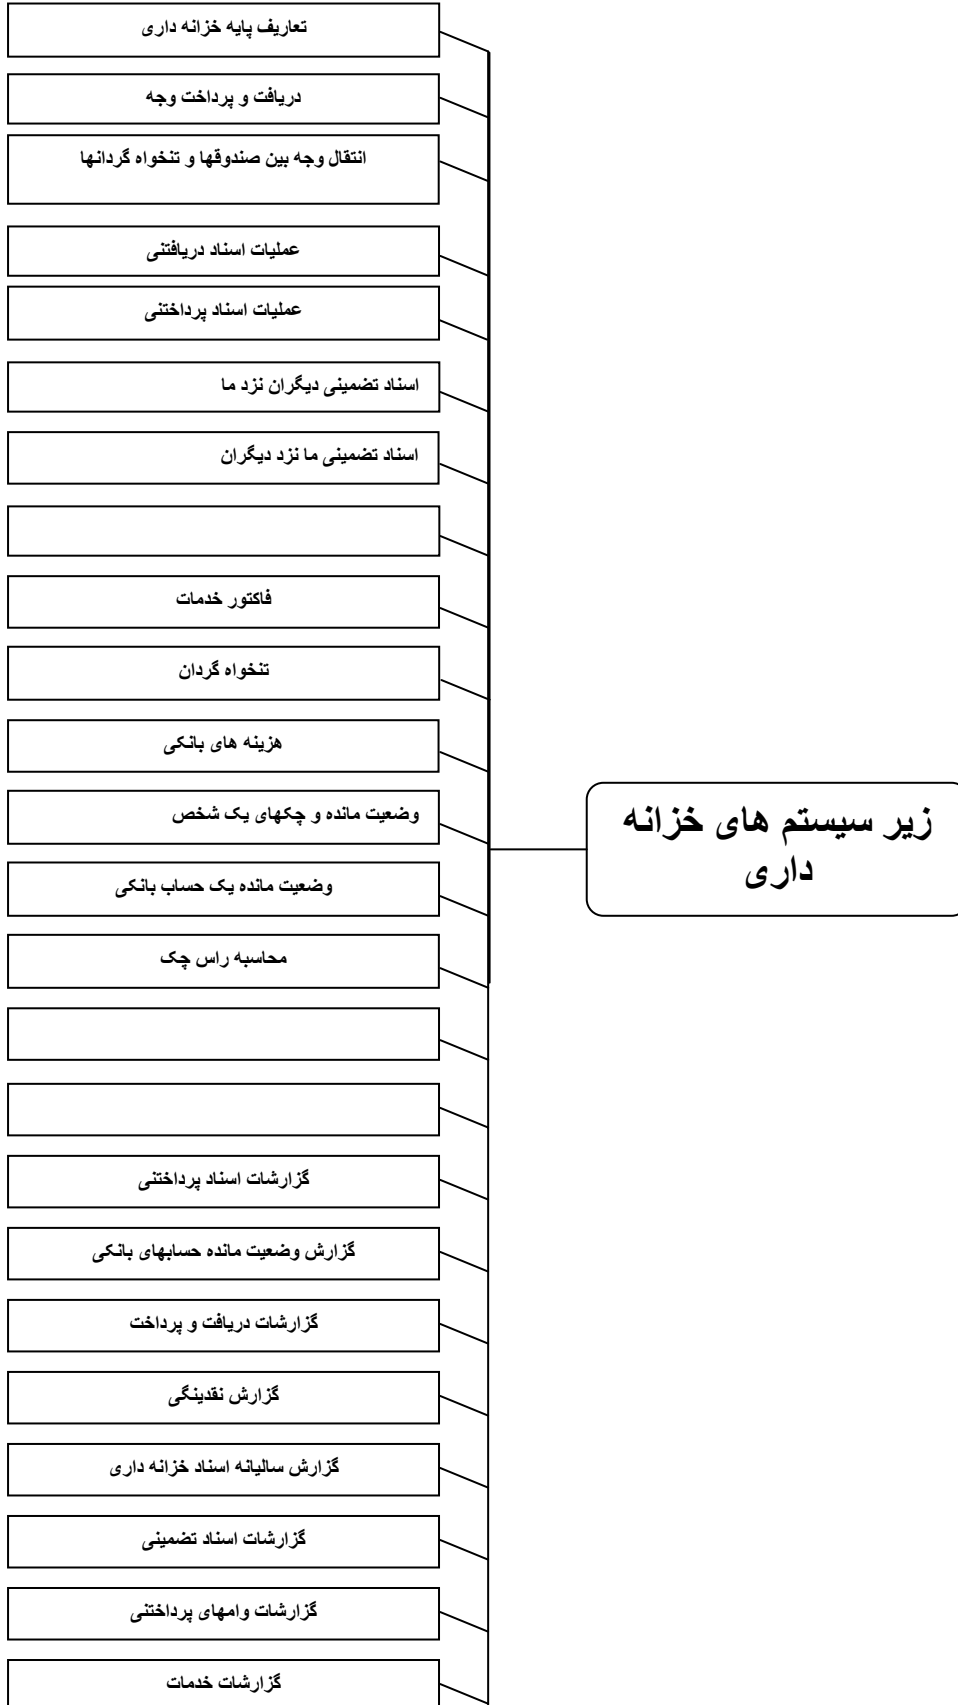 زیر سیستم های خزانه
داری
تعاریف پایه خزانه داری
دریافت و پرداخت وجه
انتقال وجه بین صندوقها و تنخواه گردانها
عملیات اسناد دریافتنی
عملیات اسناد پرداختنی
اسناد تضمینی دیگران نزد ما
اسناد تضمینی ما نزد دیگران
فاکتور خدمات
تنخواه گردان
هزینه های بانکی
وضعیت مانده و چکهای یک شخص
وضعیت مانده یک حساب بانکی
محاسبه راس چک
گزارشات اسناد پرداختنی
گزارش وضعیت مانده حسابهای بانکی
گزارشات دریافت و پرداخت
گزارش نقدینگی
گزارش سالیانه اسناد خزانه داری
گزارشات اسناد تضمینی
گزارشات وامهای پرداختنی
گزارشات خدمات